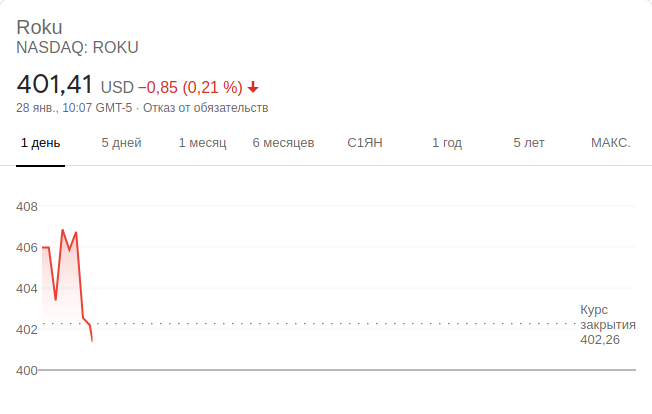 Roku
NASDAQ: ROKU
401,41 USD −0,85 (0,21 %)
28 янв., 10:07 GMT-5 · Отказ от обязательств
1 день 5 дней 1 месяц 6 месяцев С1ЯН 1 год 5 лет МАКС.
408
406
404
Курс
закрытия
402,26
402
400